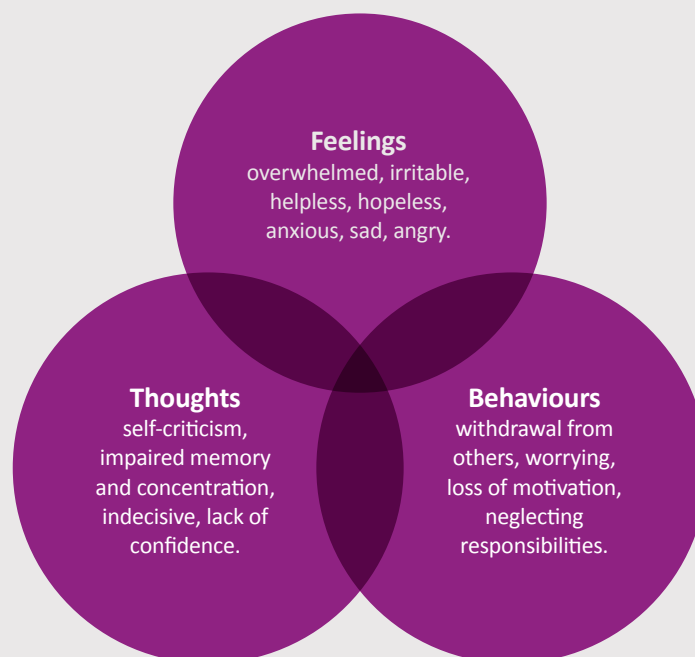 Feelings
overwhelmed, irritable,
helpless, hopeless,
anxious, sad, angry.
Thoughts
self-criticism,
impaired memory
and concentration,
indecisive, lack of
confidence.
Behaviours
withdrawal from
others, worrying,
loss of motivation,
neglecting
responsibilities.